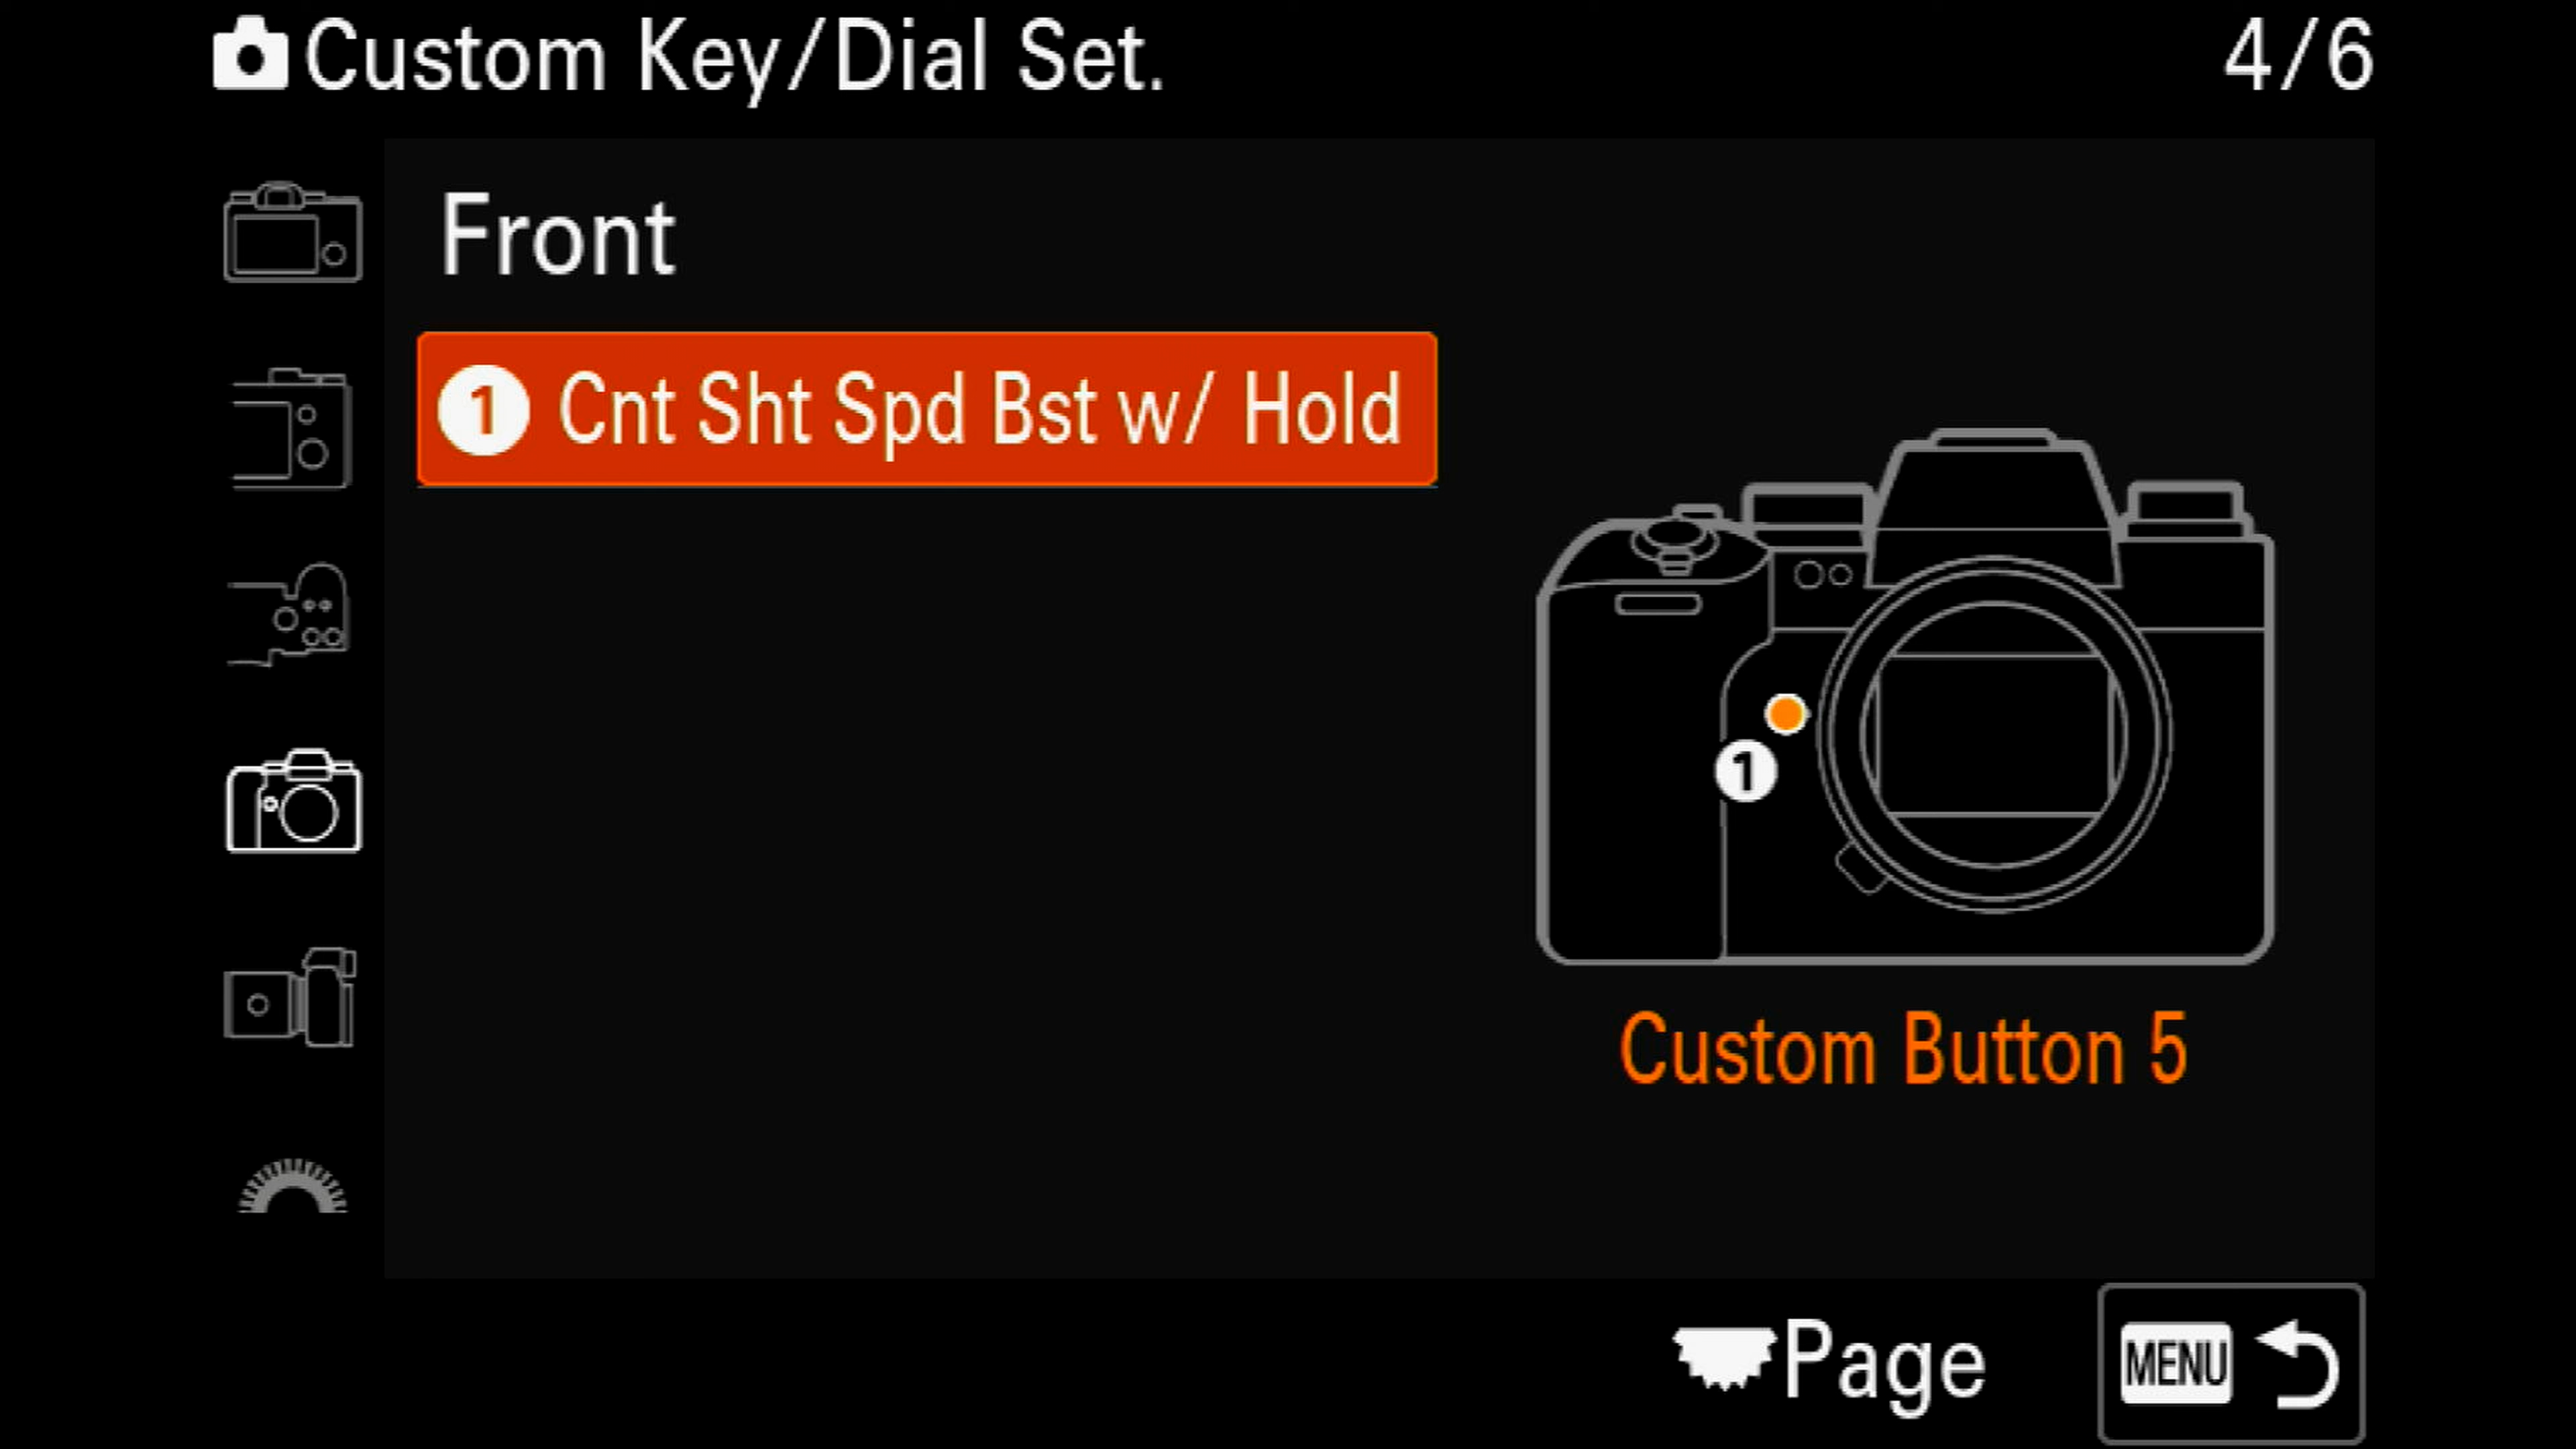 Custom Key/Dial Set. 4/6
Front
1 Cnt Sht Spd Bst w/ Hold
1
Custom Button 5
Page MENU